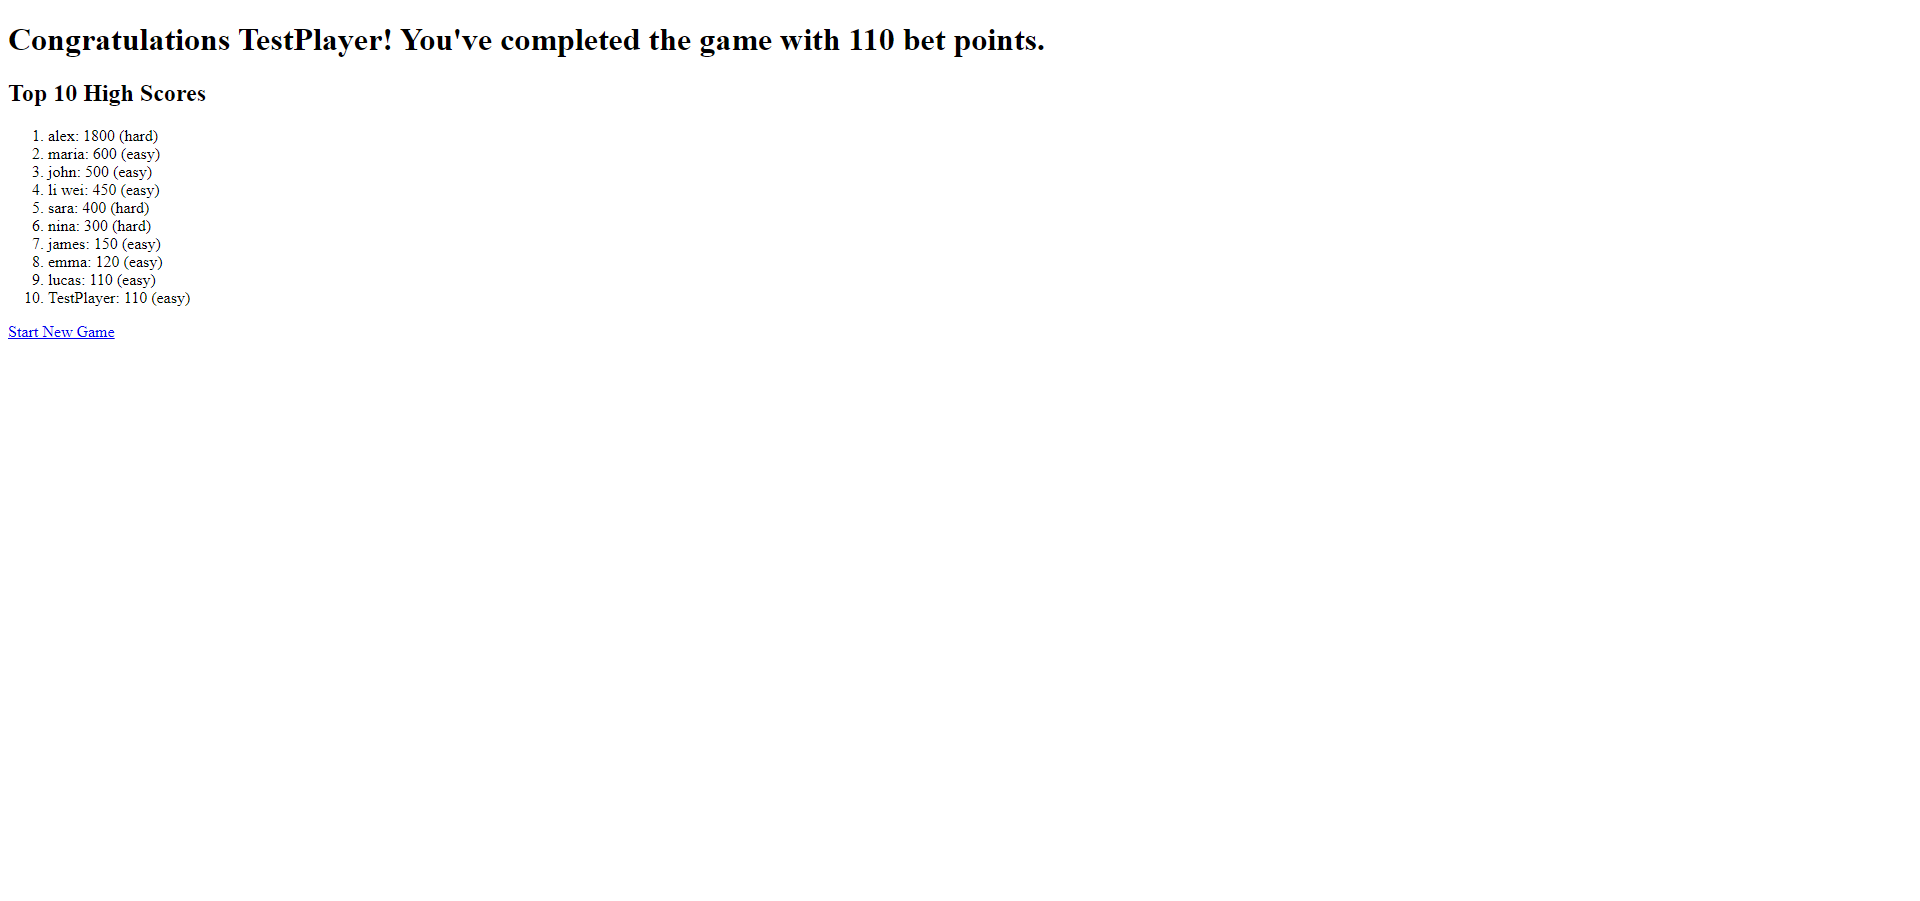 Congratulations TestPlayer! You've completed the game with 110 bet points.
Top 10 High Scores
1. alex: 1800 (hard)
2. maria: 600 (easy)
3. john: 500 (easy)
4. li wei: 450 (easy)
5. sara: 400 (hard)
6. nina: 300 (hard)
7. james: 150 (easy)
8. emma: 120 (easy)
9. lucas: 110 (easy)
10. TestPlayer: 110 (easy)
Start New Game